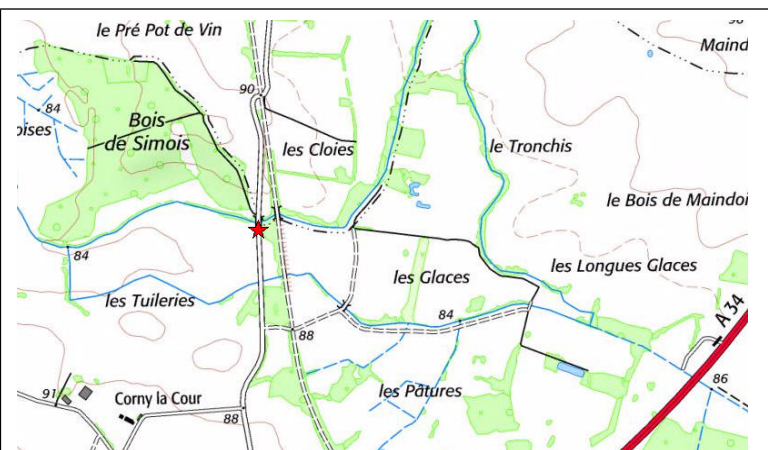 le Pré Pot de Vin
90
84
oises
Bois
de Simois
les Cloies
le Tronchis
Maind
90
le Bois de Maindoi
84
les Tuileries
les Glaces
les Longues Glaces
A 34
88
84
les Pâtures
86
91
Corny la Cour
88